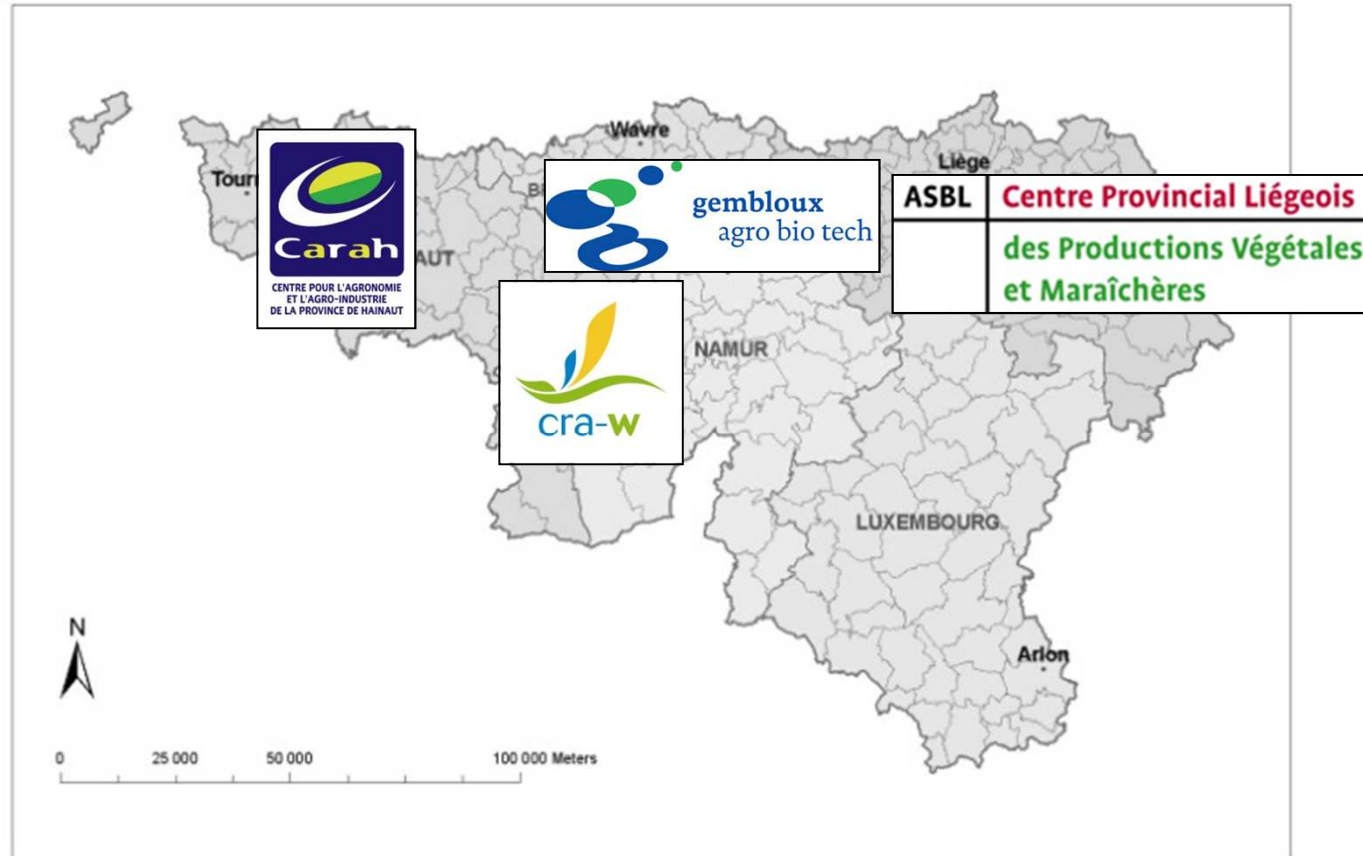 Wavre
Liège
Carah
CENTRE POUR L'AGRONOMIE
ET L'AGRO-INDUSTRIE
DE LA PROVINCE DE HAINAUT
gembloux
agro bio tech
ASBL Centre Provincial Liégeois
des Productions Végétales
et Maraîchères
cra-w
NAMUR
LUXEMBOURG
Arlon
N
0 25 000 50 000 100 000 Meters